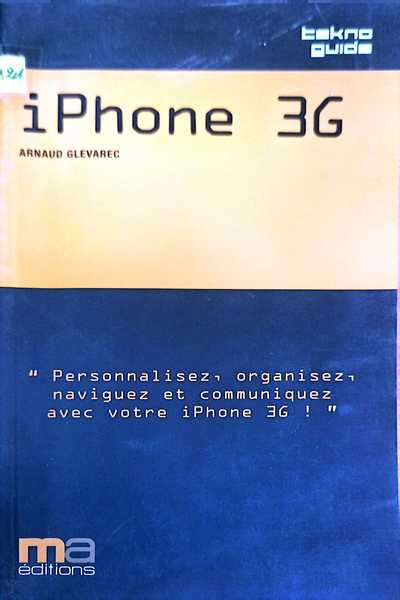 tekno
guide
iPhone 3G
ARNAUD GLEVAREC
" Personnalisez, organisez,
naviguez et communiquez
avec votre iPhone 3G ! "
ma
éditions